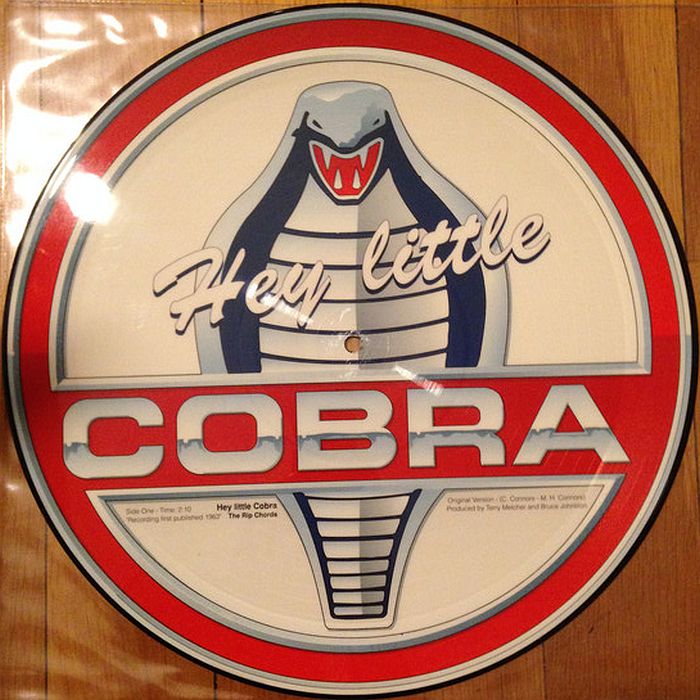 Hey little
COBRA
Side One - Time: 2:10
"Recording first published 1963"
Hey little Cobra
The Rip Chords
Original Version - (C. Connors - M. H. Connors)
Produced by Terry Melcher and Bruce Johnston